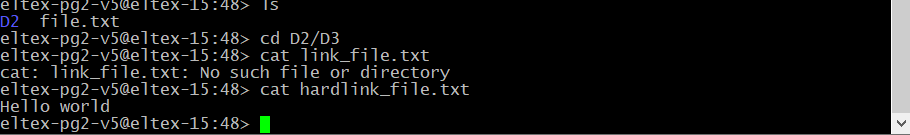 eltex-pg2-v5@eltex-15:48> ls
D2  file.txt
eltex-pg2-v5@eltex-15:48> cd D2/D3
eltex-pg2-v5@eltex-15:48> cat link_file.txt
cat: link_file.txt: No such file or directory
eltex-pg2-v5@eltex-15:48> cat hardlink_file.txt
Hello world
eltex-pg2-v5@eltex-15:48>